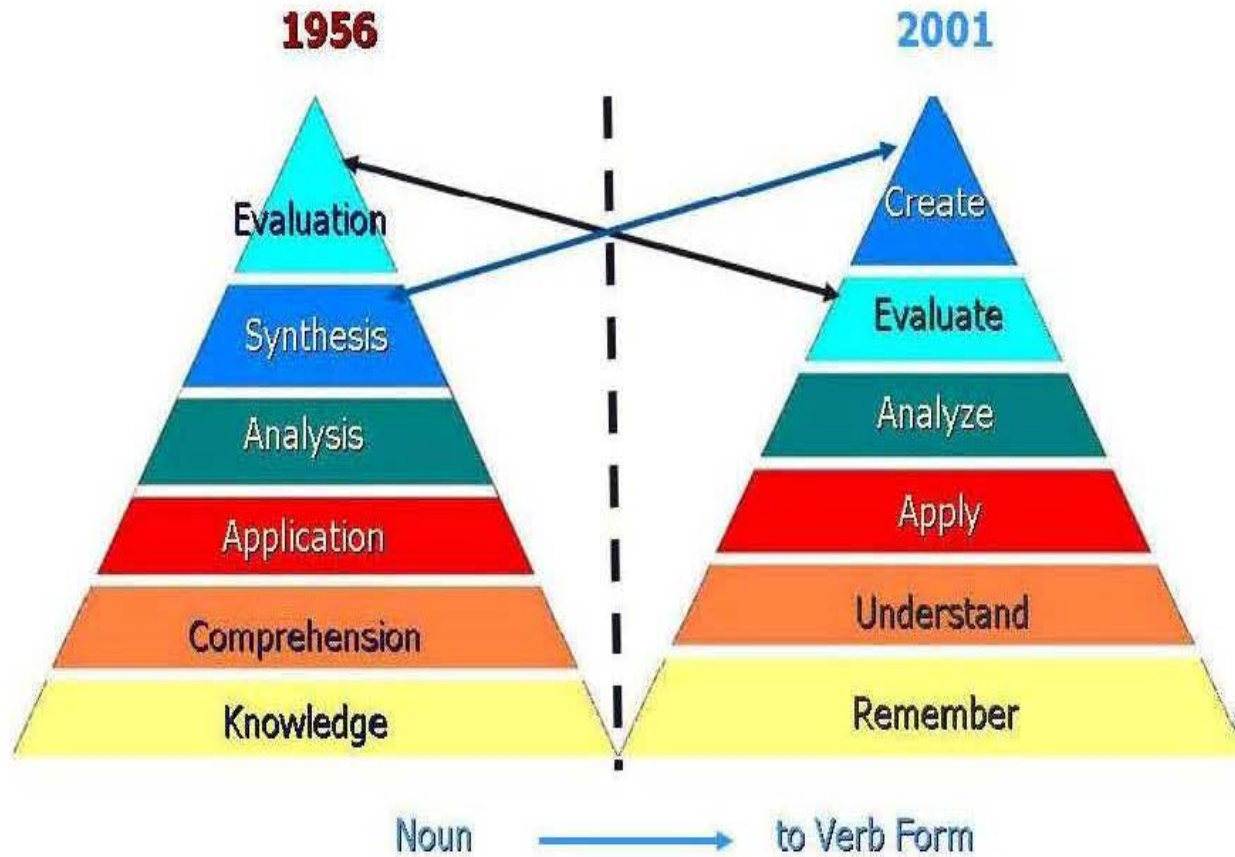 1956
Evaluation
Synthesis
Analysis
Application
Comprehension
Knowledge
2001
Create
Evaluate
Analyze
Apply
Understand
Remember
Noun to Verb Form